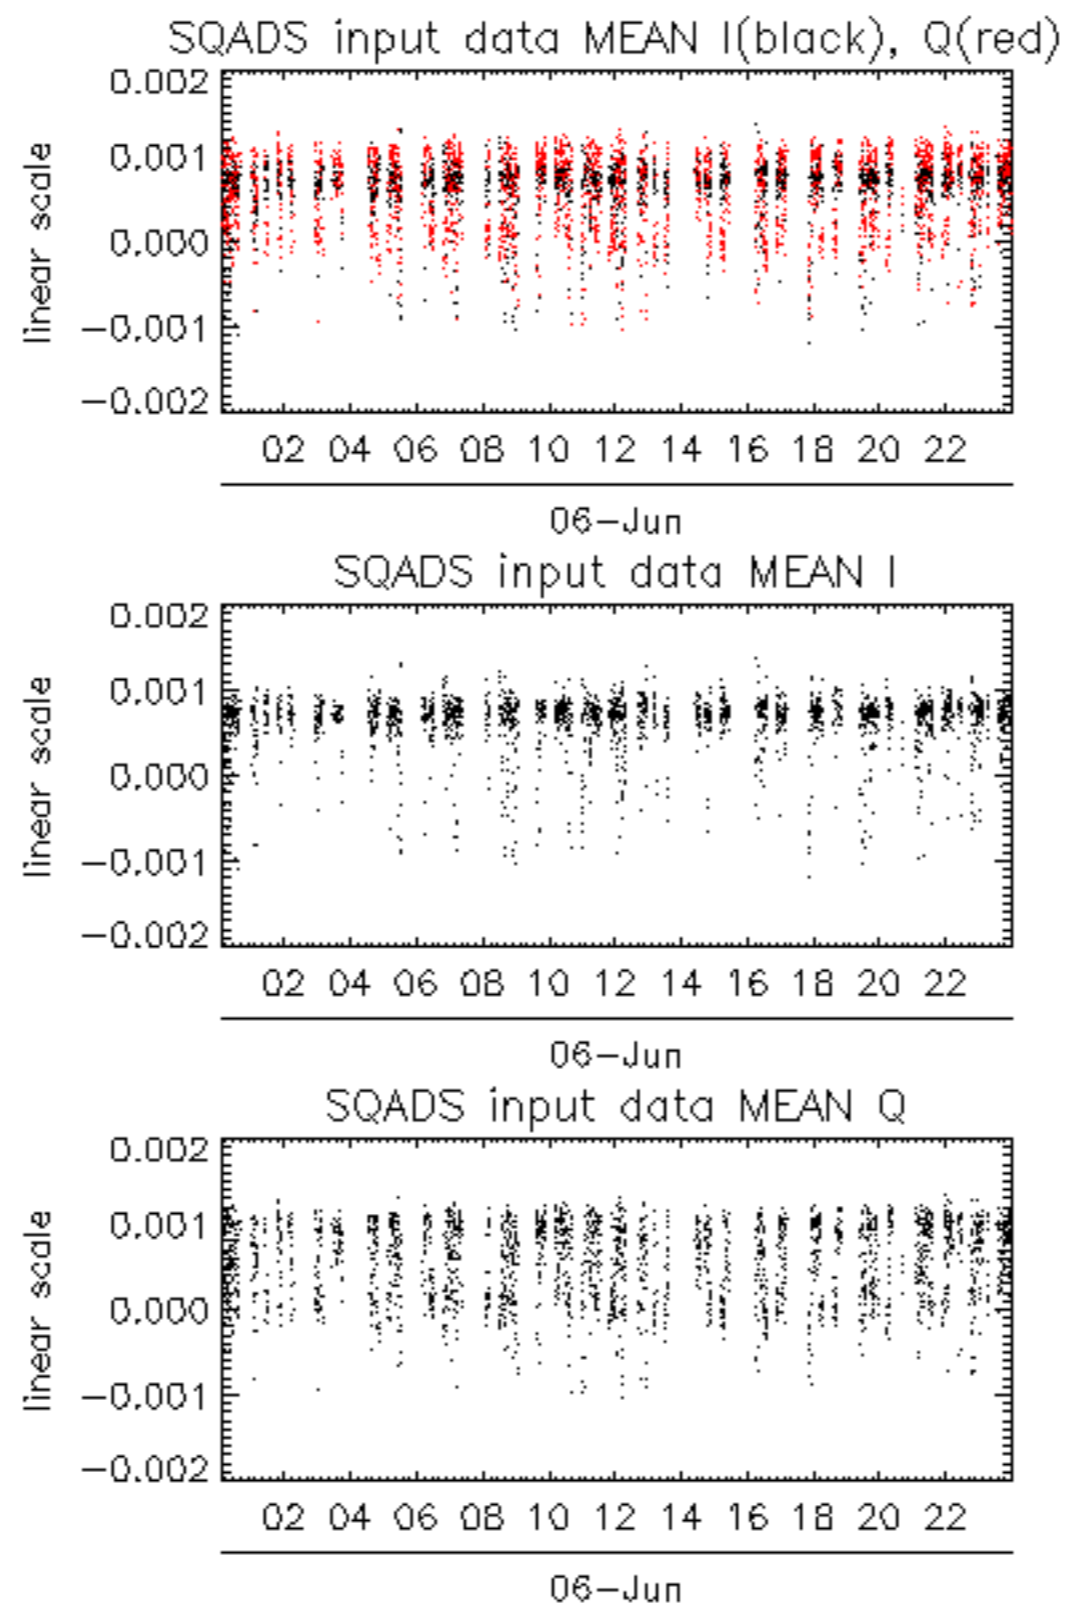 SQADS input data MEAN I(black), Q(red)
0.002
0.001
0.000
−0.001
−0.002
linear scale
02 04 06 08 10 12 14 16 18 20 22
06−Jun
SQADS input data MEAN I
0.002
0.001
0.000
−0.001
−0.002
linear scale
02 04 06 08 10 12 14 16 18 20 22
06−Jun
SQADS input data MEAN Q
0.002
0.001
0.000
−0.001
−0.002
linear scale
02 04 06 08 10 12 14 16 18 20 22
06−Jun